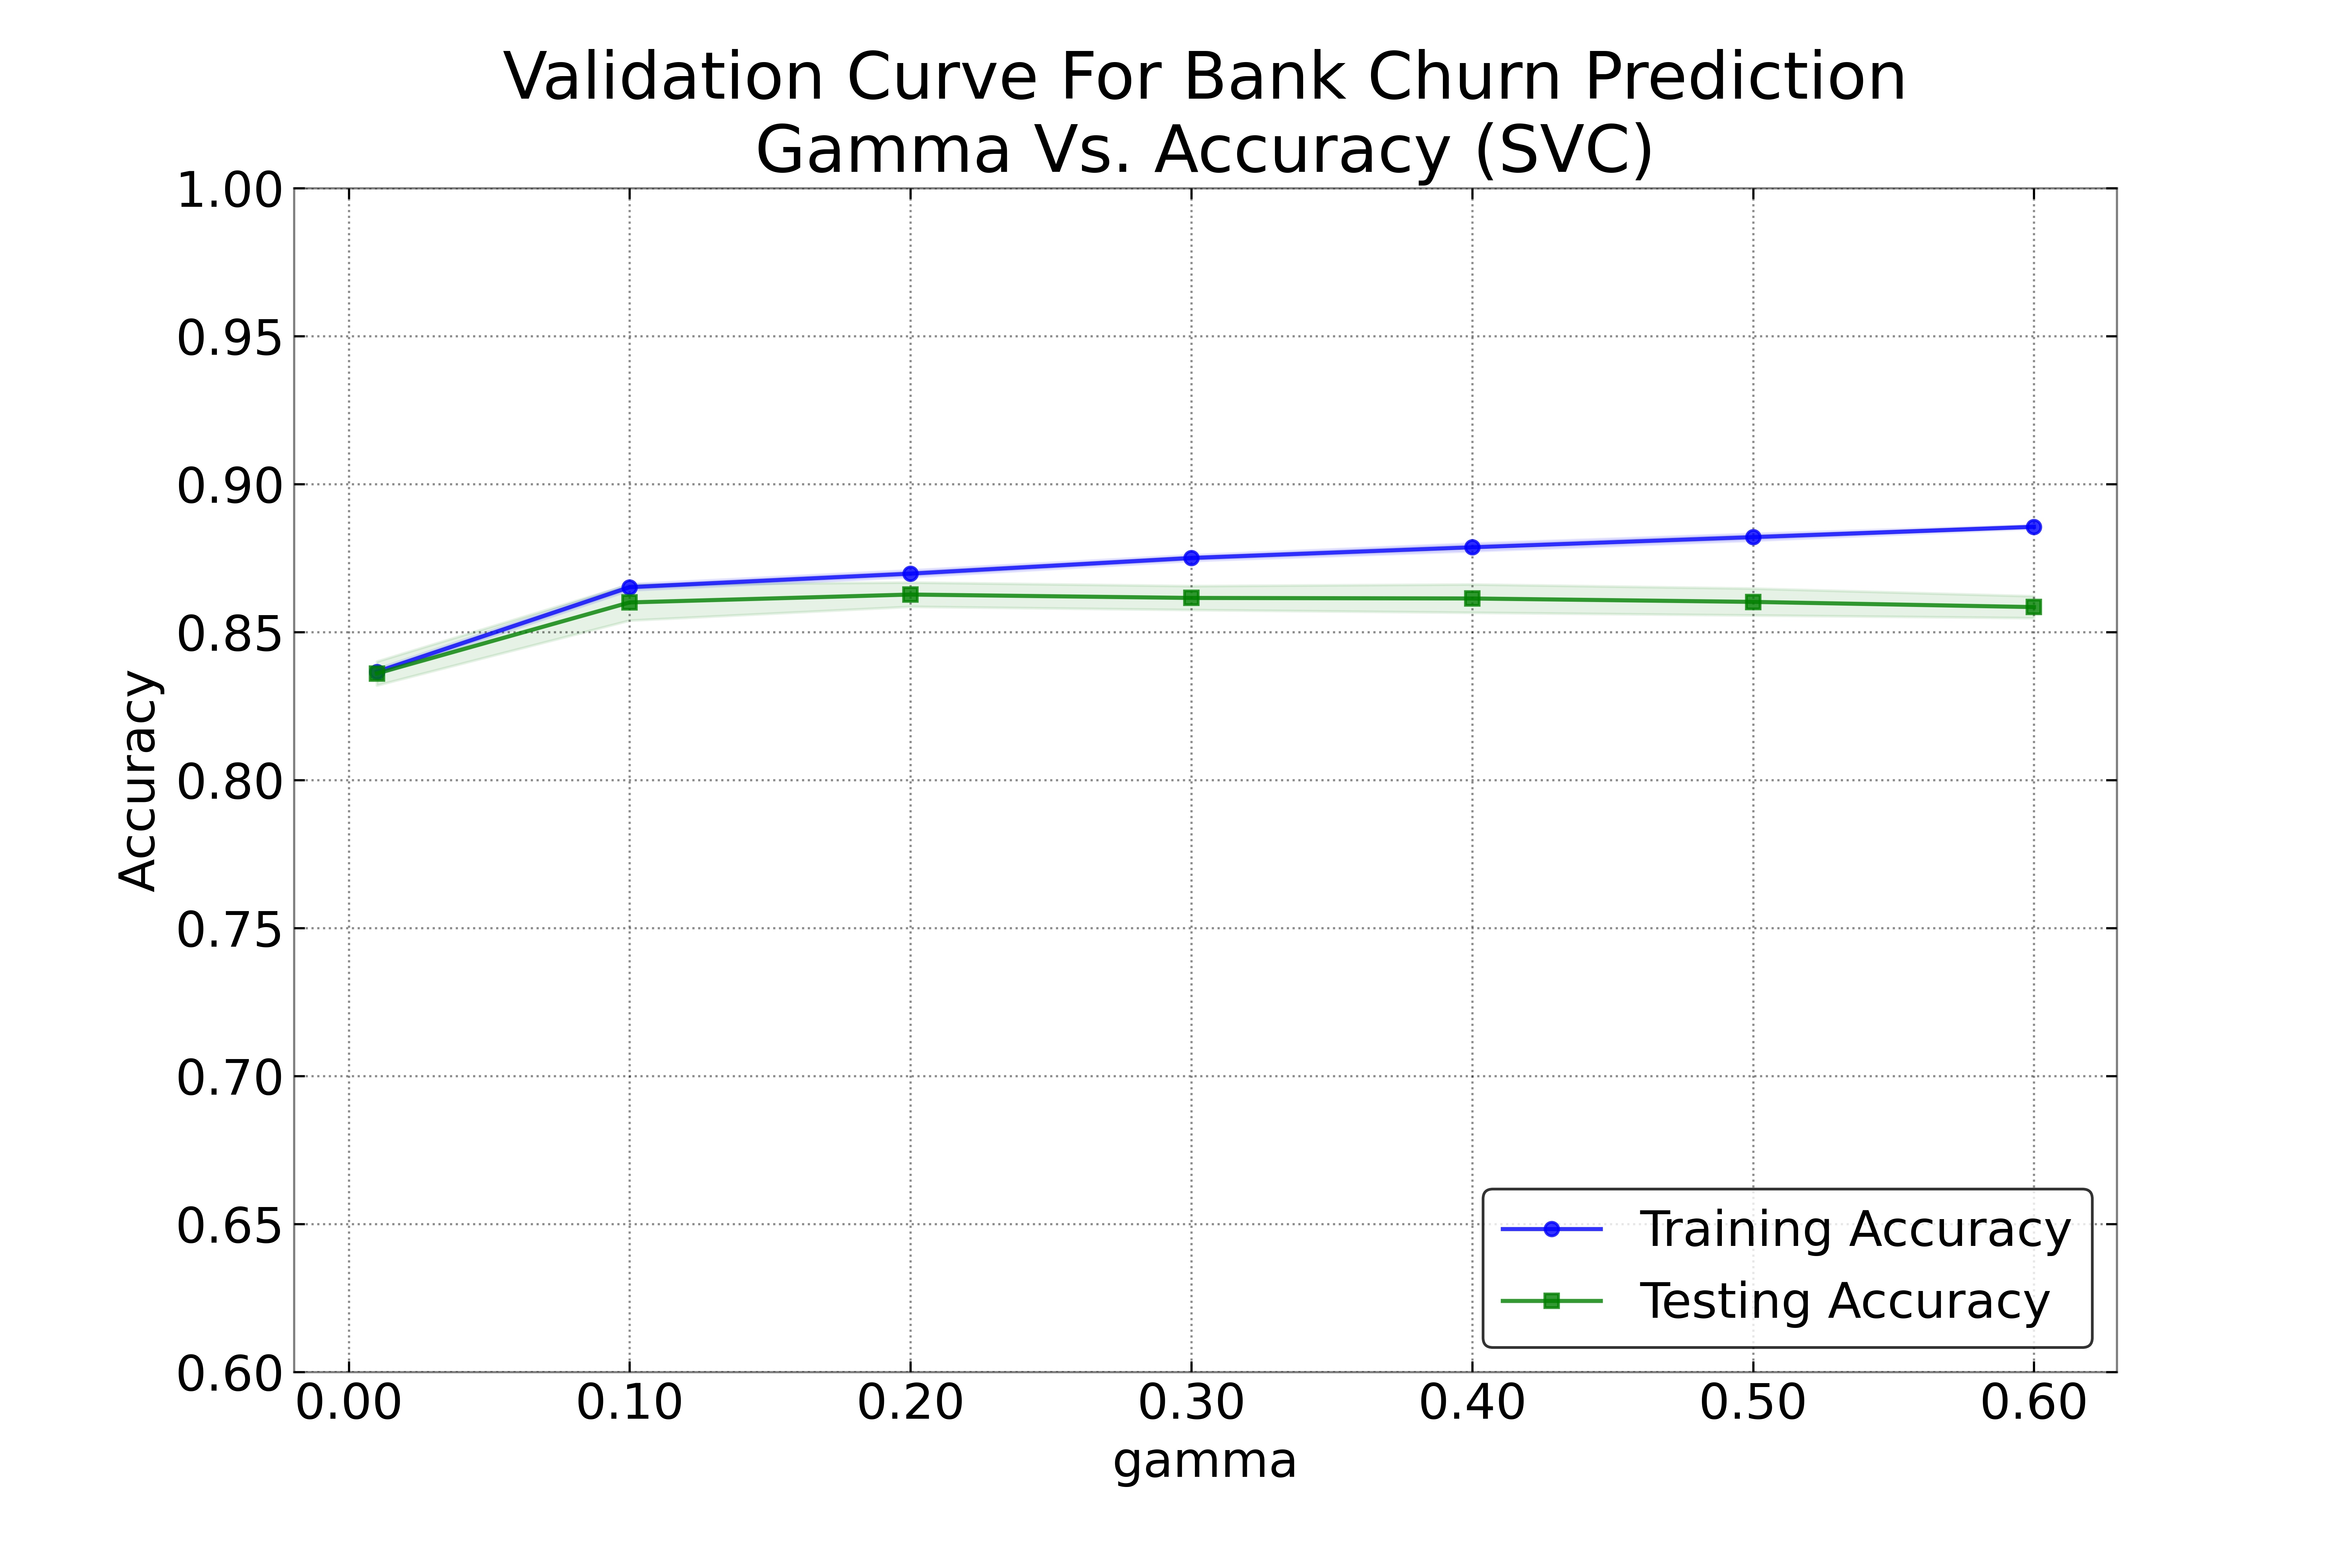 Validation Curve For Bank Churn Prediction
Gamma Vs. Accuracy (SVC)
1.00
0.95
0.90
0.85
0.80
0.75
0.70
0.65
0.60
Accuracy
0.00 0.10 0.20 0.30 0.40 0.50 0.60
gamma
Training Accuracy
Testing Accuracy